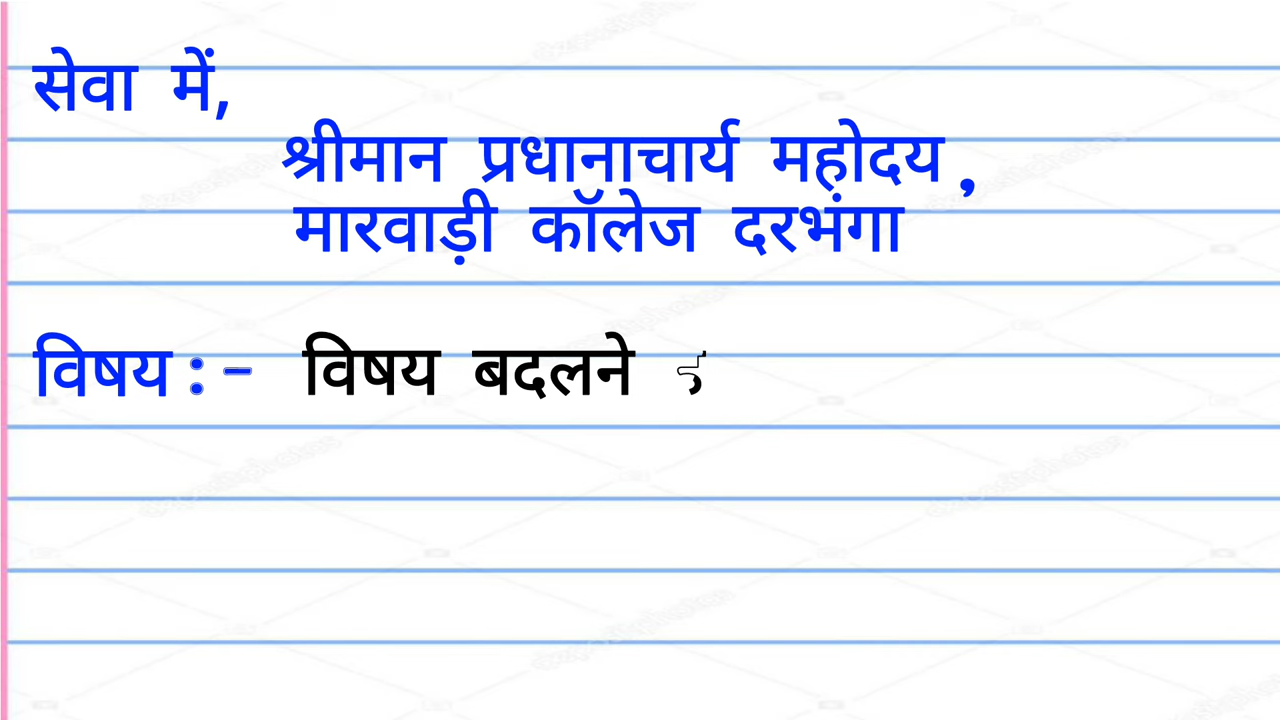 सेवा में,
श्रीमान प्रधानाचार्य महोदय,
मारवाड़ी कॉलेज दरभंगा
विषय:- विषय बदलने